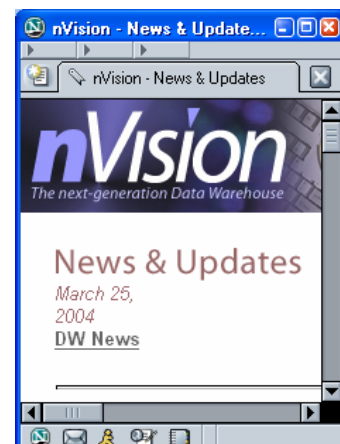 nVision - News & Update...
nVision - News & Updates
nVision
The next-generation Data Warehouse
News & Updates
March 25,
2004
DW News